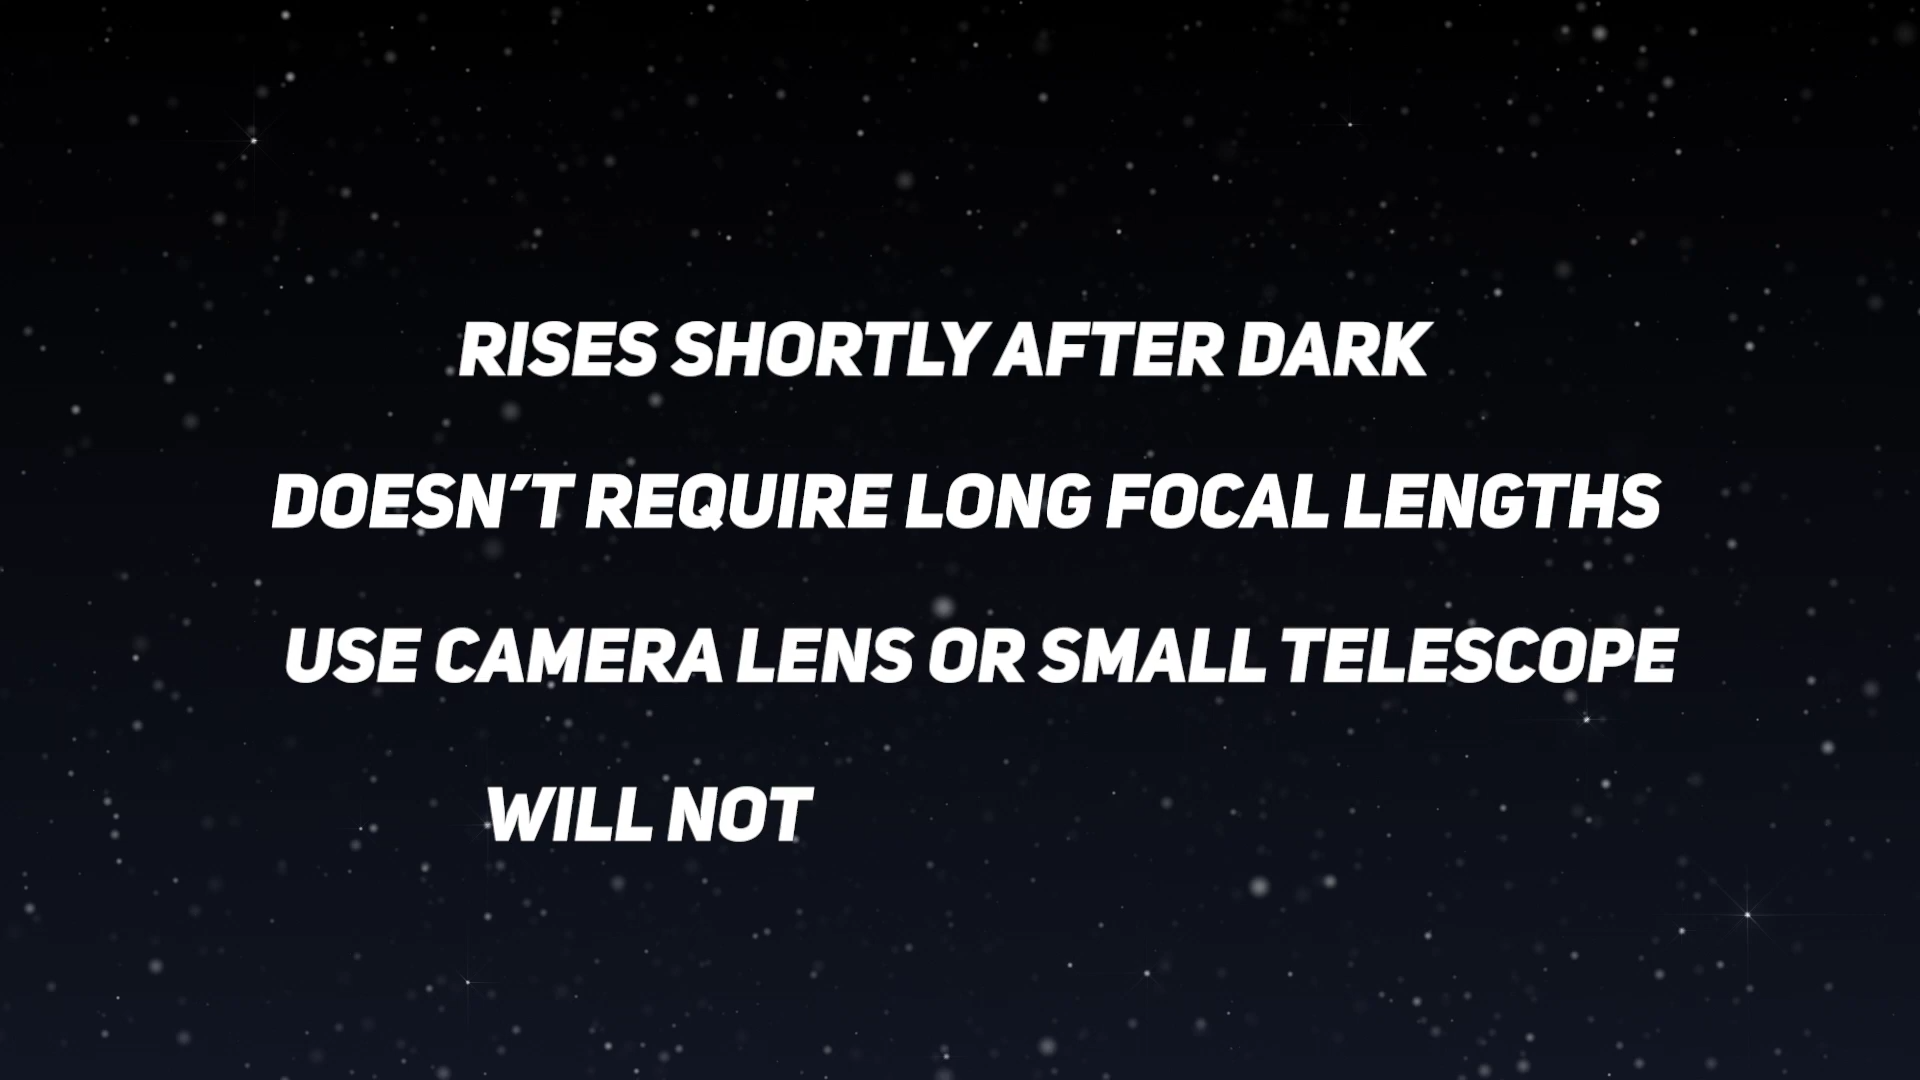 RISES SHORTLY AFTER DARK
DOESN'T REQUIRE LONG FOCAL LENGTHS
USE CAMERA LENS OR SMALL TELESCOPE
WILL NOT